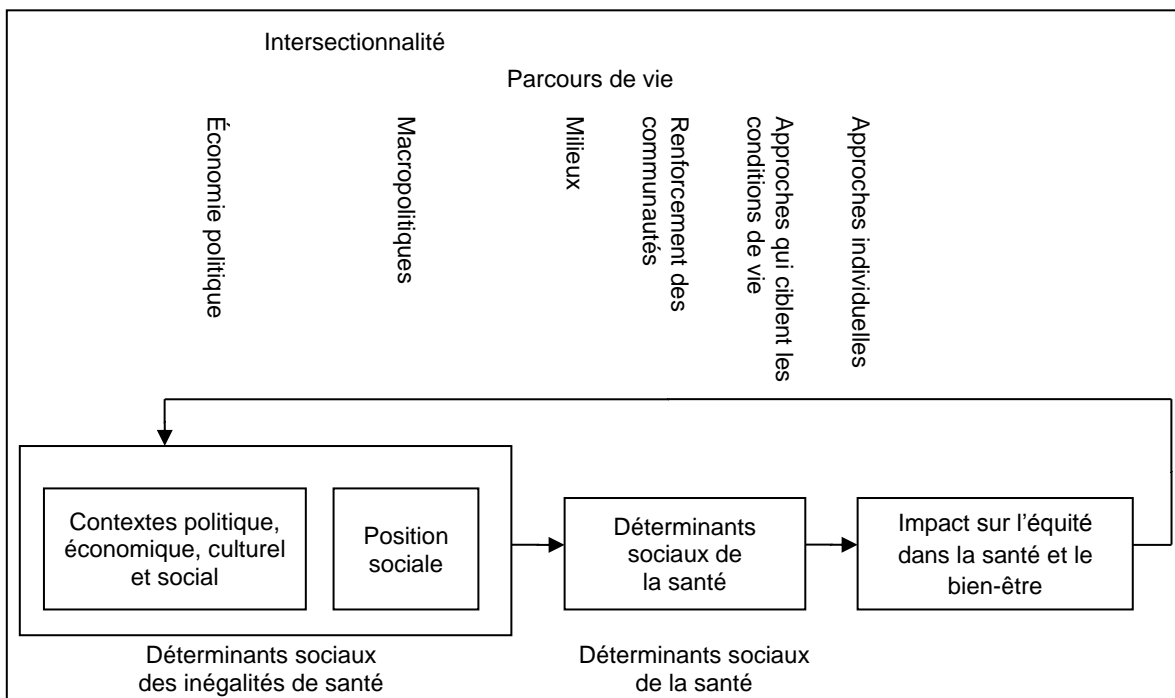 Intersectionnalité
Parcours de vie
Économie politique
Macropolitiques
Milieux
Renforcement des
communautés
Approches qui ciblent les
conditions de vie
Approches individuelles
Contextes politique,
économique, culturel
et social
Position
sociale
Déterminants
sociaux de
la santé
Impact sur l’équité
dans la santé et le
bien-être
Déterminants sociaux
des inégalités de santé
Déterminants sociaux
de la santé